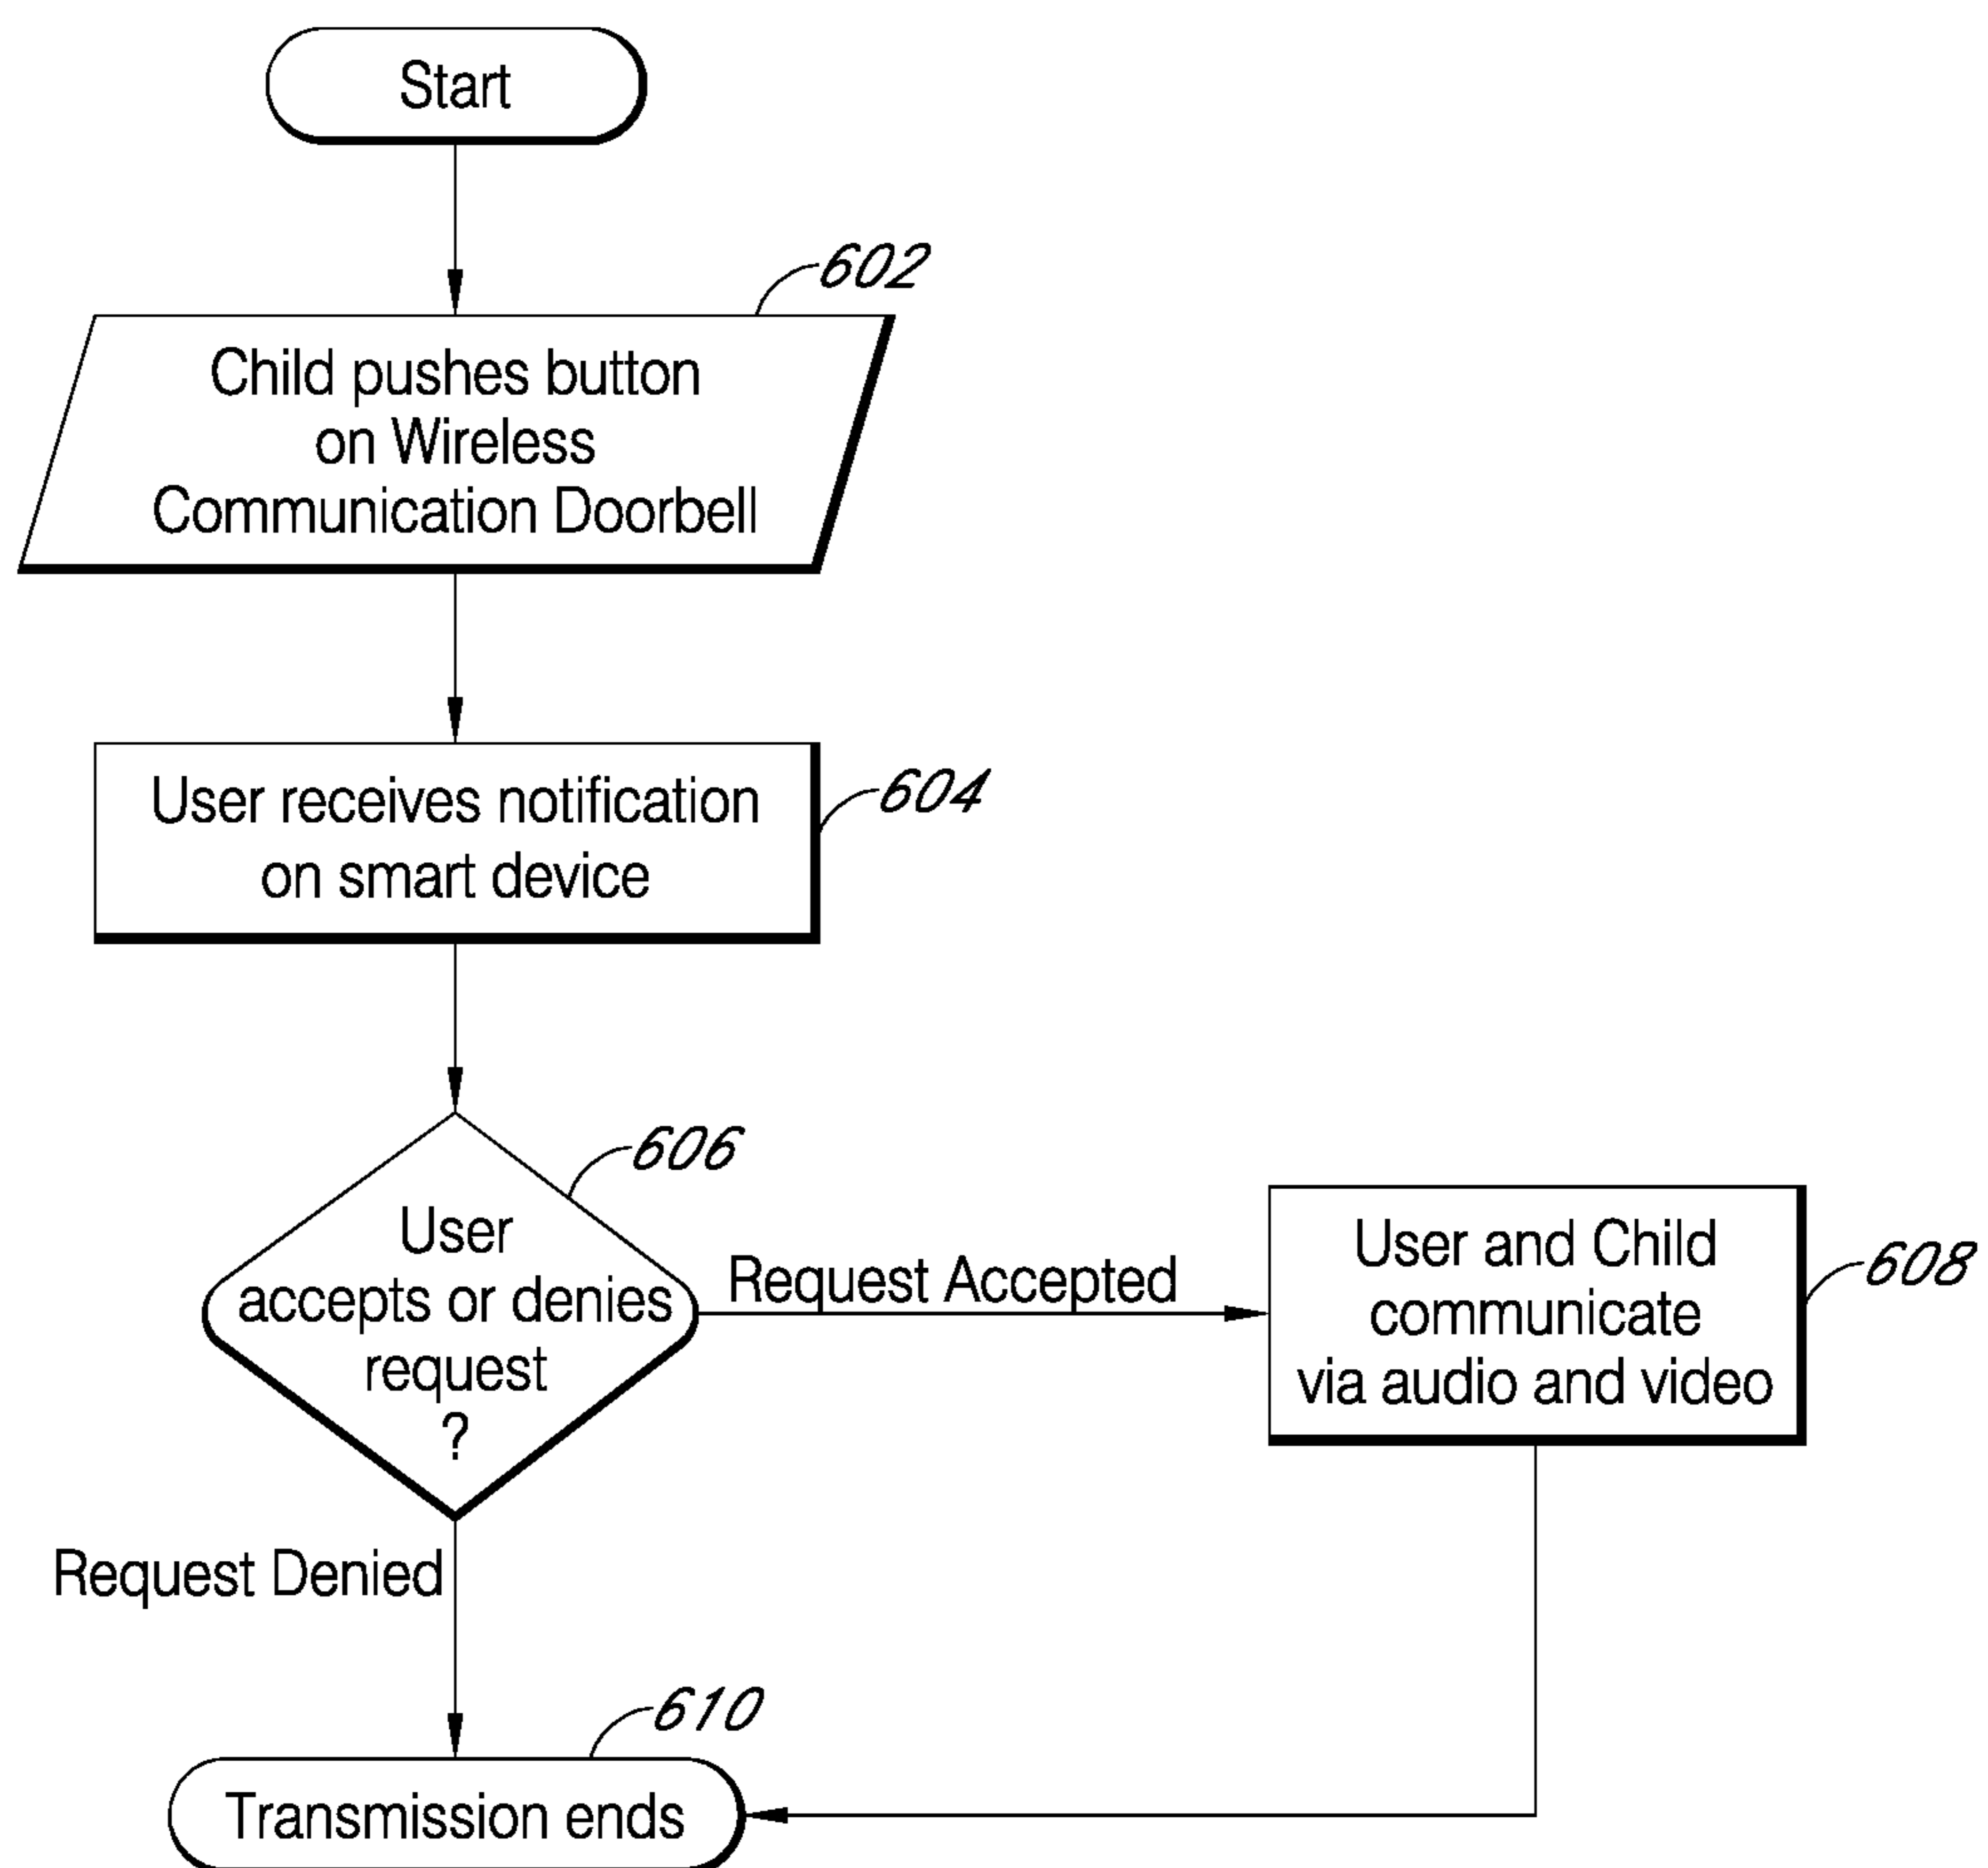 Start
602
Child pushes button
on Wireless
Communication Doorbell
604
User receives notification
on smart device
606
User
accepts or denies
request
?
Request Accepted
608
User and Child
communicate
via audio and video
Request Denied
610
Transmission ends